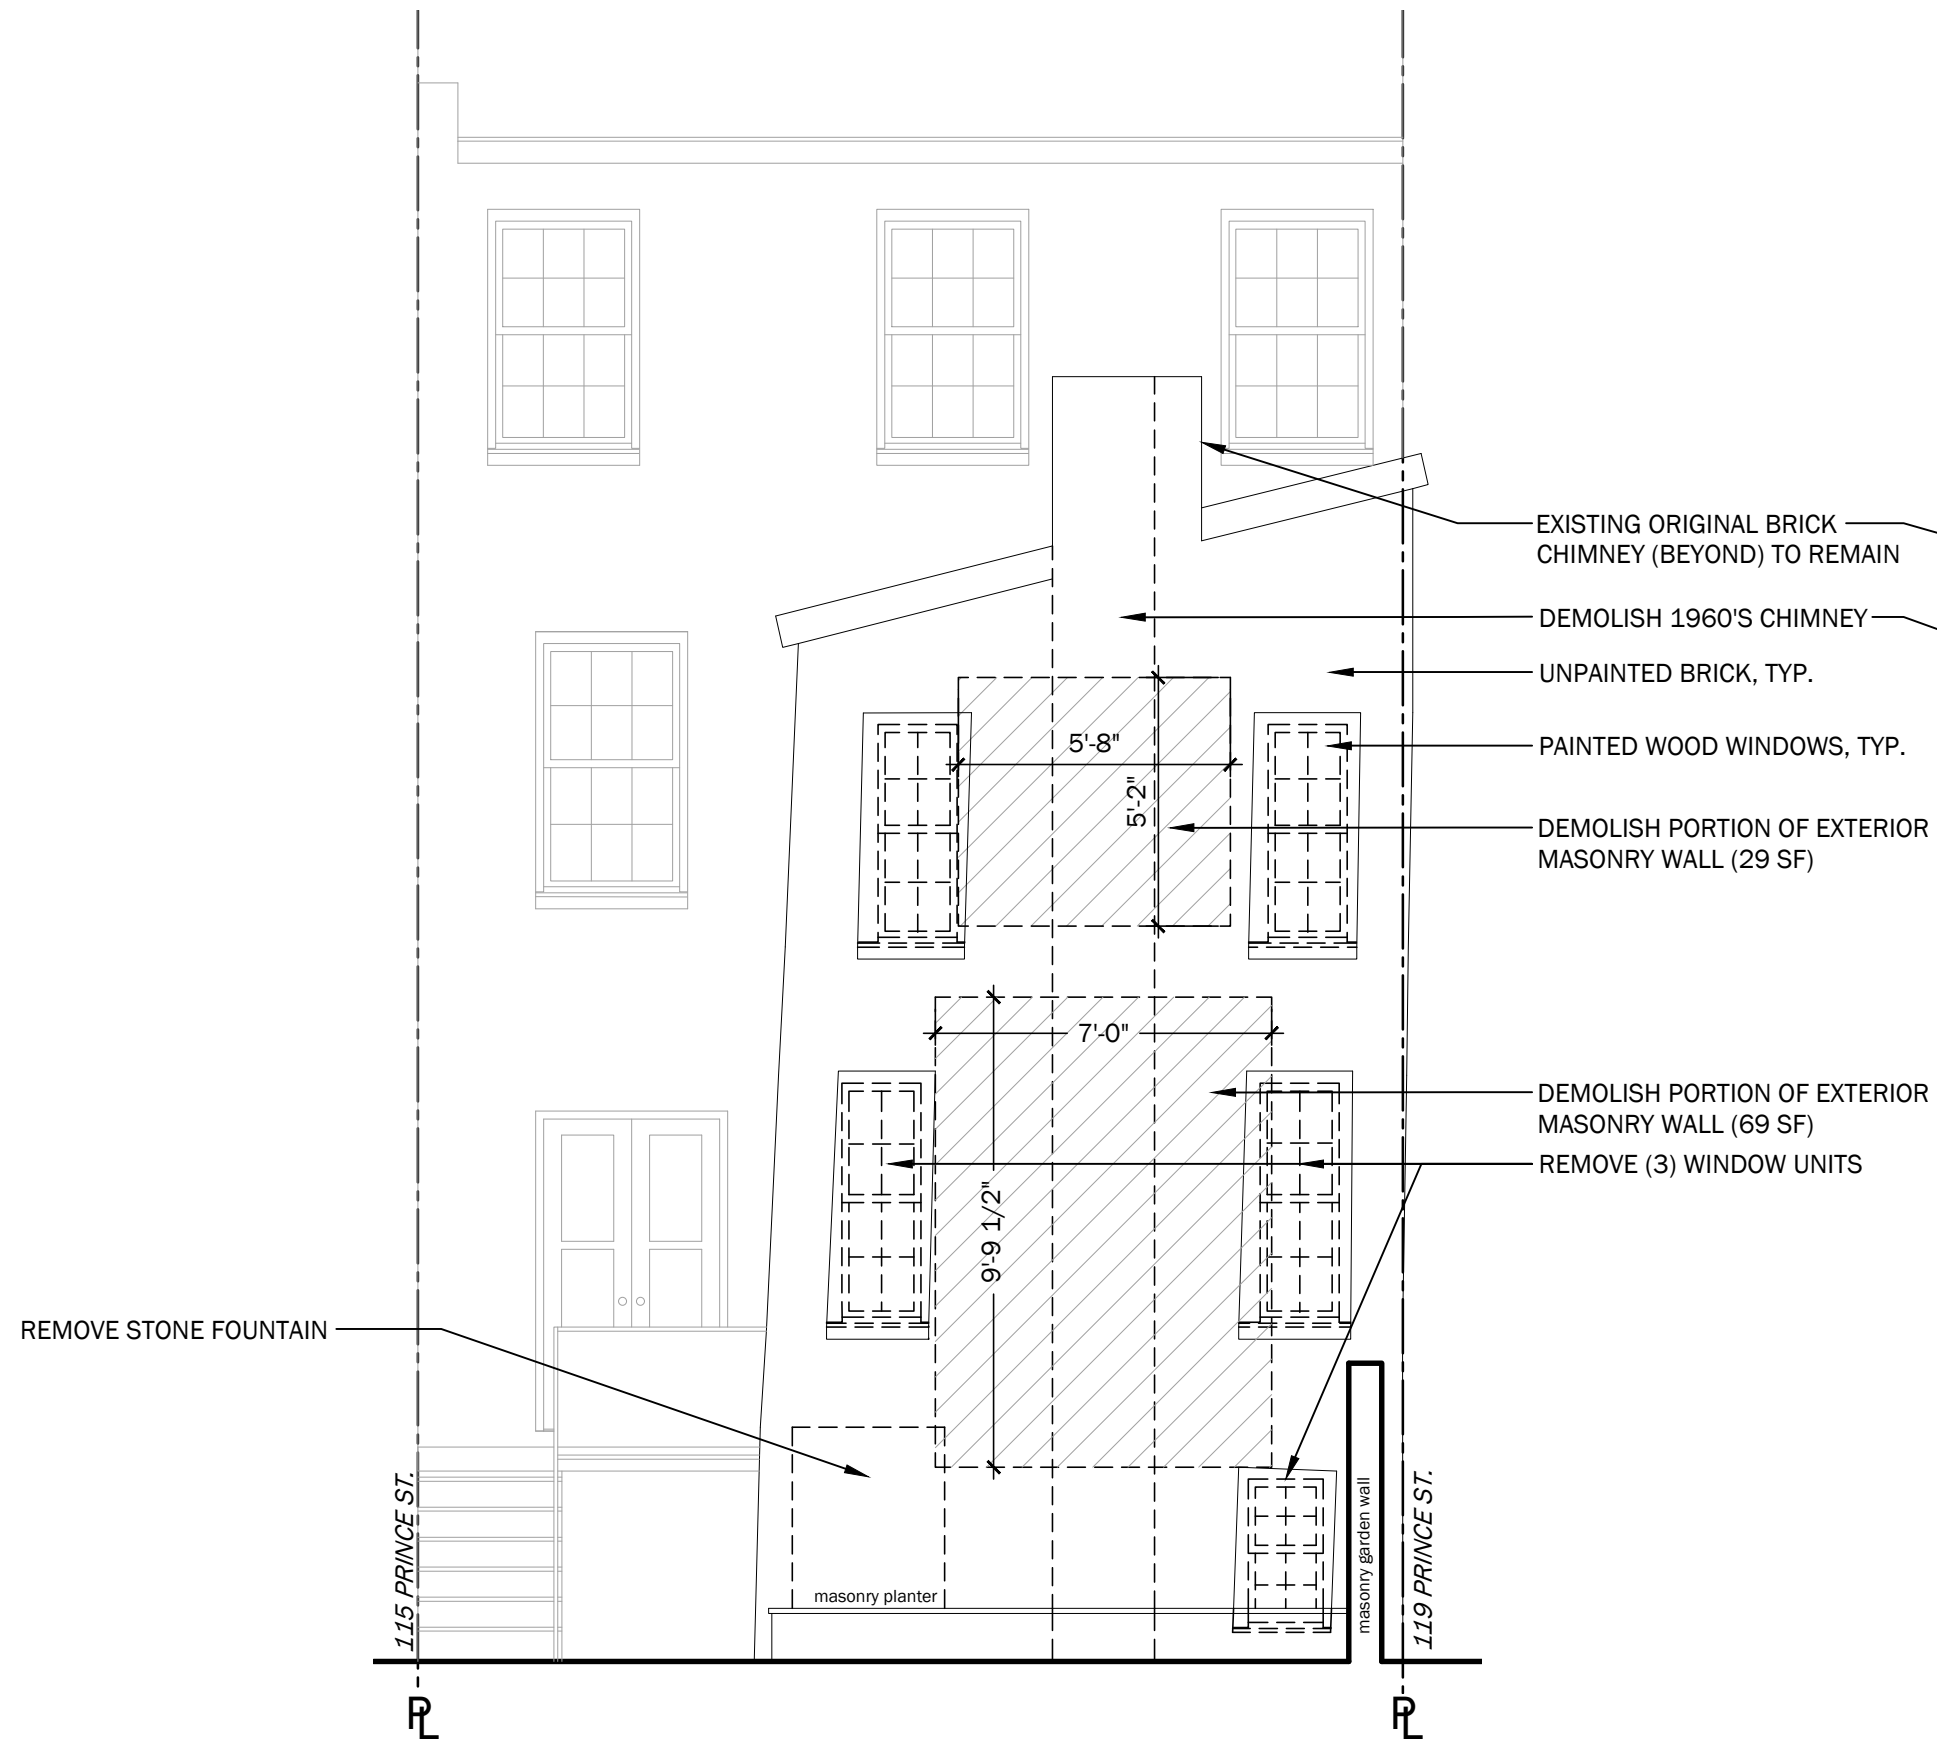 EXISTING ORIGINAL BRICK
CHIMNEY (BEYOND) TO REMAIN
DEMOLISH 1960'S CHIMNEY
UNPAINTED BRICK, TYP.
PAINTED WOOD WINDOWS, TYP.
5'-8"
5'-2"
DEMOLISH PORTION OF EXTERIOR
MASONRY WALL (29 SF)
7'-0"
9'-9 1/2"
DEMOLISH PORTION OF EXTERIOR
MASONRY WALL (69 SF)
REMOVE (3) WINDOW UNITS
REMOVE STONE FOUNTAIN
masonry planter
masonry garden wall
115 PRINCE ST.
119 PRINCE ST.
PL
PL